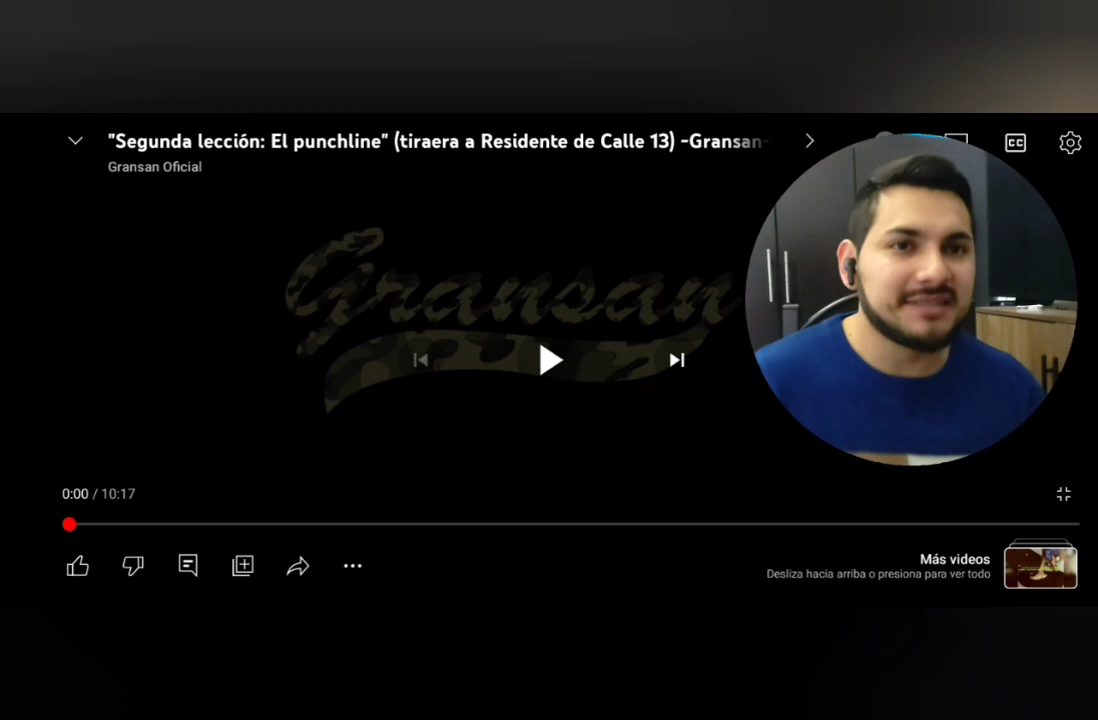 "Segunda lección: El punchline" (tiraera a Residente de Calle 13) -Gransan-
Gransan Oficial
CC
Gransan
0:00 / 10:17
Más videos
Desliza hacia arriba o presiona para ver todo